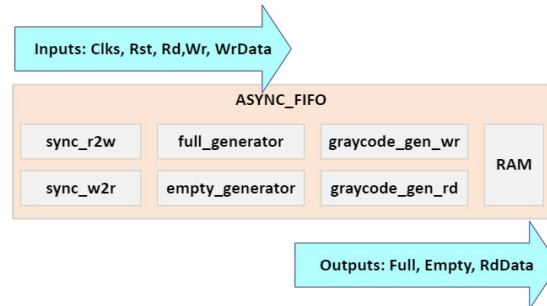 Inputs: Clks, Rst, Rd,Wr, WrData
ASYNC_FIFO
sync_r2w
full_generator
graycode_gen_wr
RAM
sync_w2r
empty_generator
graycode_gen_rd
Outputs: Full, Empty, RdData